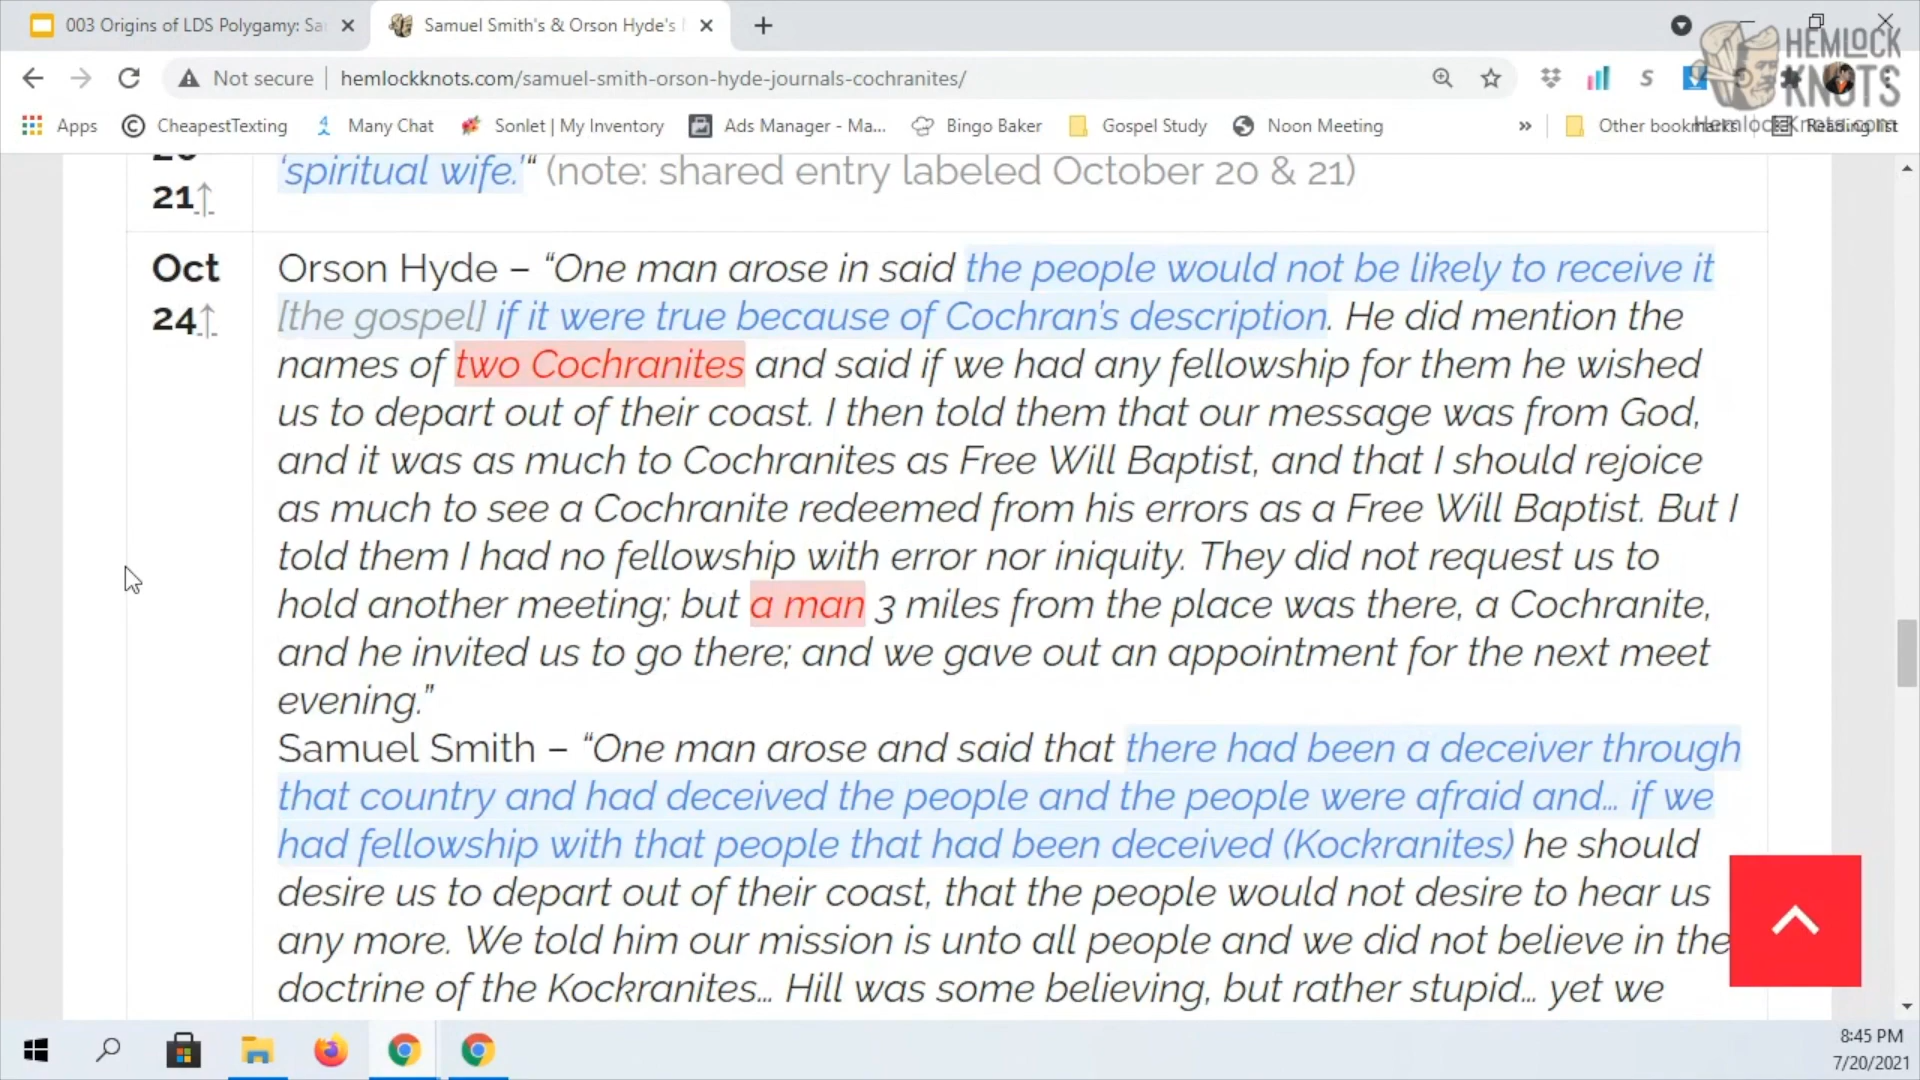 003 Origins of LDS Polygamy: Sa
Samuel Smith's & Orson Hyde's
HEMLOCK
KNOTS
HemlockKnots.com
Not secure
hemlockknots.com/samuel-smith-orson-hyde-journals-cochranites/
Apps
CheapestTexting
Many Chat
Sonlet | My Inventory
Ads Manager - Ma...
Bingo Baker
Gospel Study
Noon Meeting
»
Other bookmarks
Reading list
21↑
'spiritual wife.'“ (note: shared entry labeled October 20 & 21)
Oct
24↑
Orson Hyde – “One man arose in said the people would not be likely to receive it
[the gospel] if it were true because of Cochran’s description. He did mention the
names of two Cochranites and said if we had any fellowship for them he wished
us to depart out of their coast. I then told them that our message was from God,
and it was as much to Cochranites as Free Will Baptist, and that I should rejoice
as much to see a Cochranite redeemed from his errors as a Free Will Baptist. But I
told them I had no fellowship with error nor iniquity. They did not request us to
hold another meeting; but a man 3 miles from the place was there, a Cochranite,
and he invited us to go there; and we gave out an appointment for the next meet
evening.”
Samuel Smith – “One man arose and said that there had been a deceiver through
that country and had deceived the people and the people were afraid and… if we
had fellowship with that people that had been deceived (Kockranites) he should
desire us to depart out of their coast, that the people would not desire to hear us
any more. We told him our mission is unto all people and we did not believe in the
doctrine of the Kockranites… Hill was some believing, but rather stupid… yet we
8:45 PM
7/20/2021